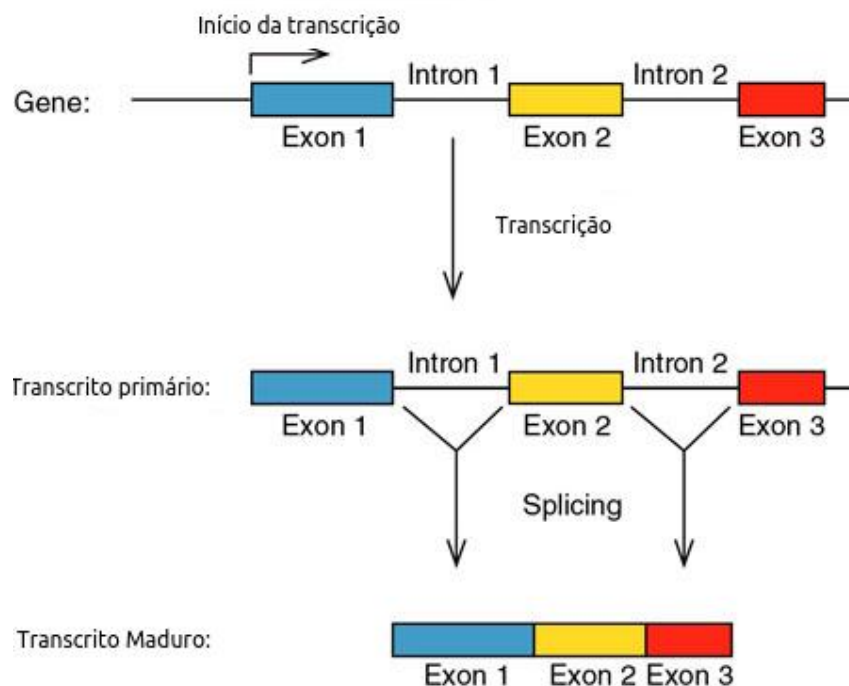 Início da transcrição
Intron 1 Intron 2
Gene:
Exon 1 Exon 2 Exon 3
Transcrição
Intron 1 Intron 2
Transcrito primário:
Exon 1 Exon 2 Exon 3
Splicing
Transcrito Maduro:
Exon 1 Exon 2 Exon 3